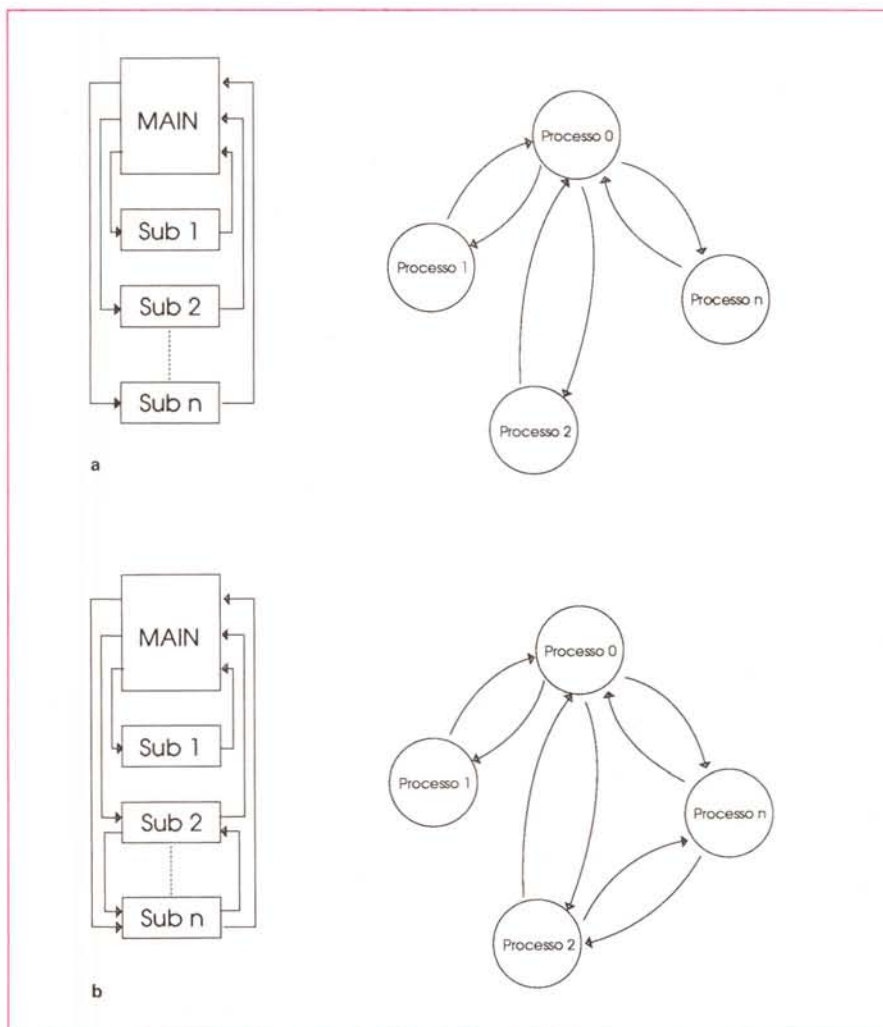 MAIN
Sub 1
Sub 2
Sub n
Processo 0
Processo 1
Processo n
Processo 2
a
MAIN
Sub 1
Sub 2
Sub n
Processo 0
Processo 1
Processo n
Processo 2
b